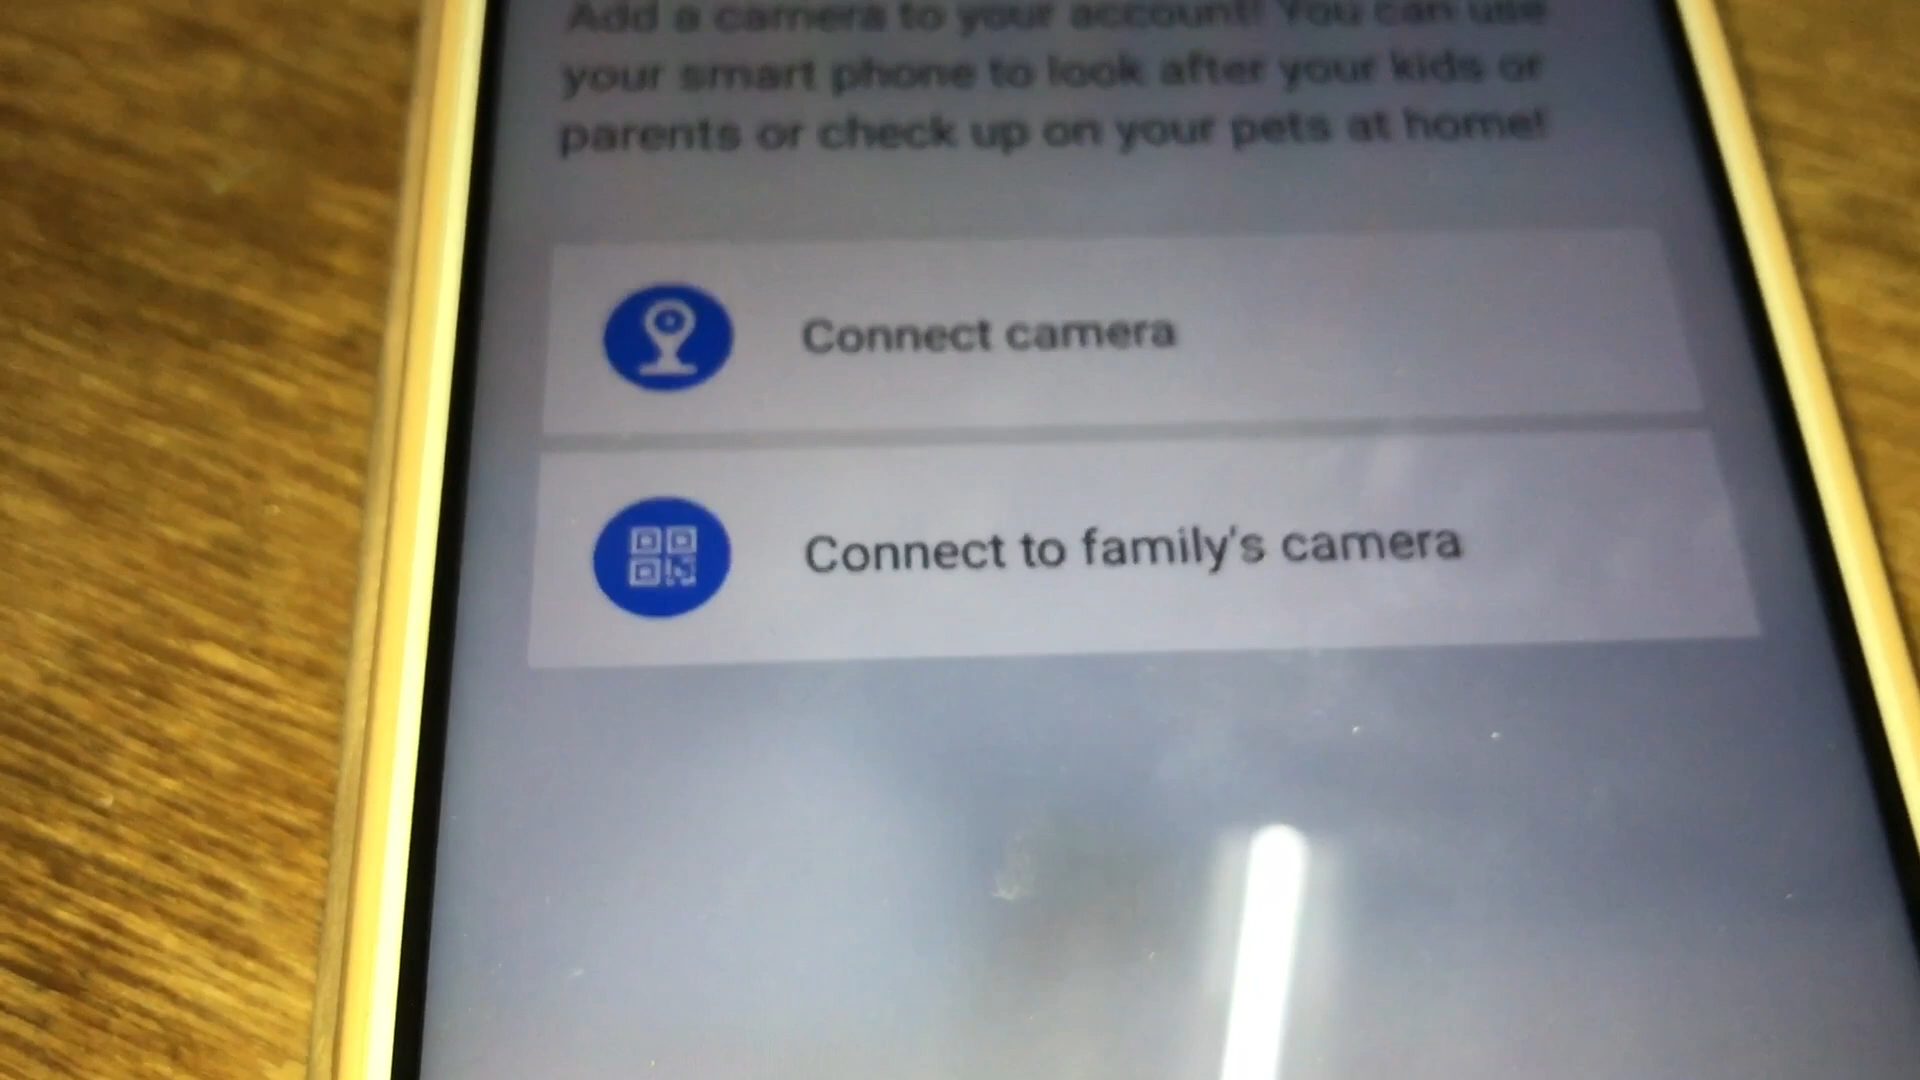 Add a camera to your account! You can use
your smart phone to look after your kids or
parents or check up on your pets at home!
Connect camera
Connect to family's camera